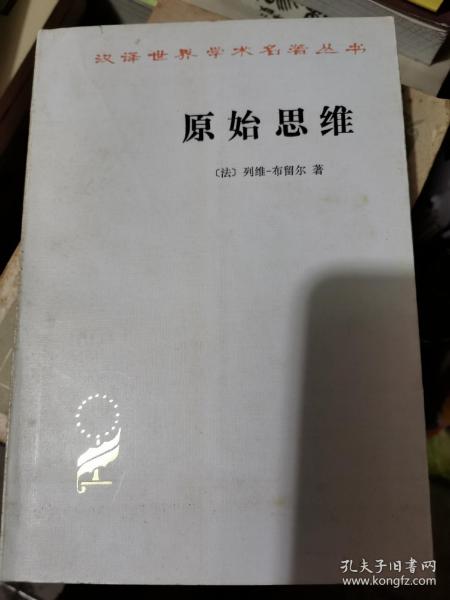 汉译世界学术名著丛书
原始思维
〔法〕列维-布留尔 著
孔夫子旧书网
www.kongfz.com